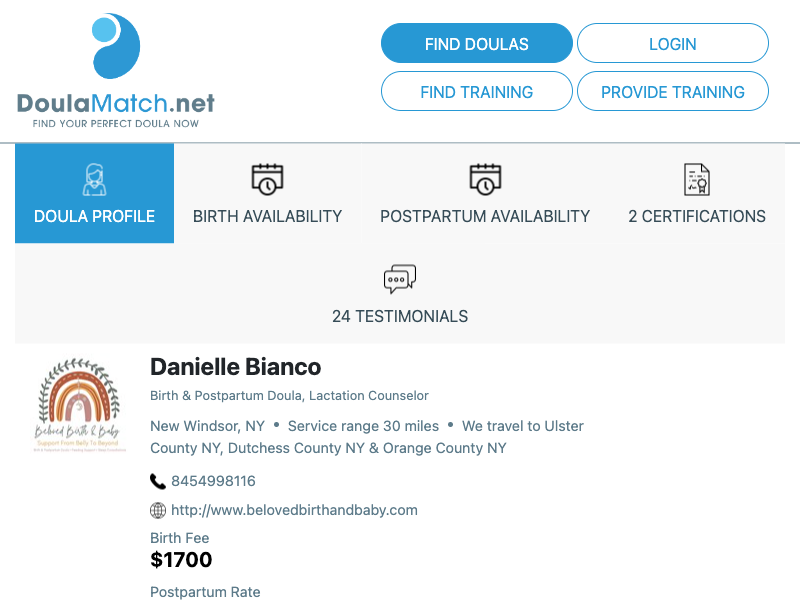 DoulaMatch.net
FIND YOUR PERFECT DOULA NOW
FIND DOULAS
LOGIN
FIND TRAINING
PROVIDE TRAINING
DOULA PROFILE
BIRTH AVAILABILITY
POSTPARTUM AVAILABILITY
2 CERTIFICATIONS
24 TESTIMONIALS
Beloved Birth & Baby
Support From Belly To Beyond
Danielle Bianco
Birth & Postpartum Doula, Lactation Counselor
New Windsor, NY • Service range 30 miles • We travel to Ulster
County NY, Dutchess County NY & Orange County NY
8454998116
http://www.belovedbirthandbaby.com
Birth Fee
$1700
Postpartum Rate